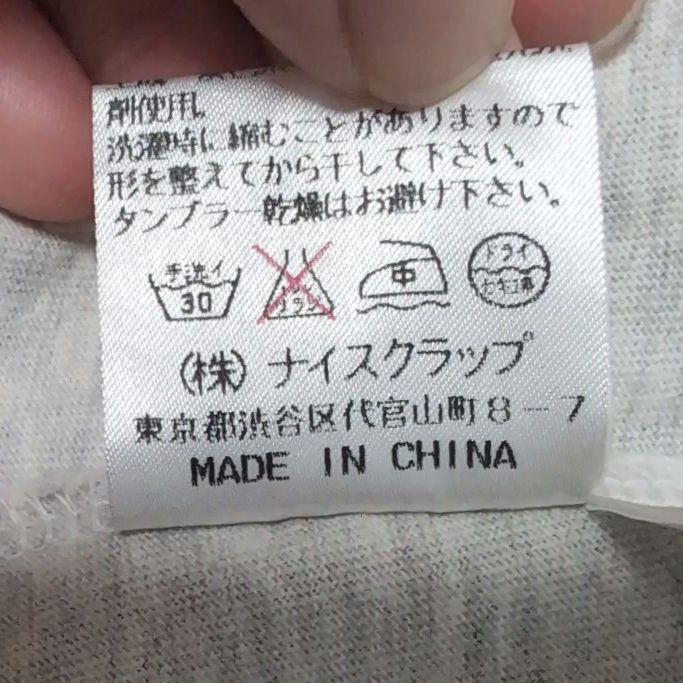 剤使用。
洗濯時に縮むことがありますので
形を整えてから干して下さい。
タンブラー乾燥はお避け下さい。
手洗イ 中 ドライ
30 セキユ系
(株)ナイスクラップ
東京都渋谷区代官山町8-7
MADE IN CHINA